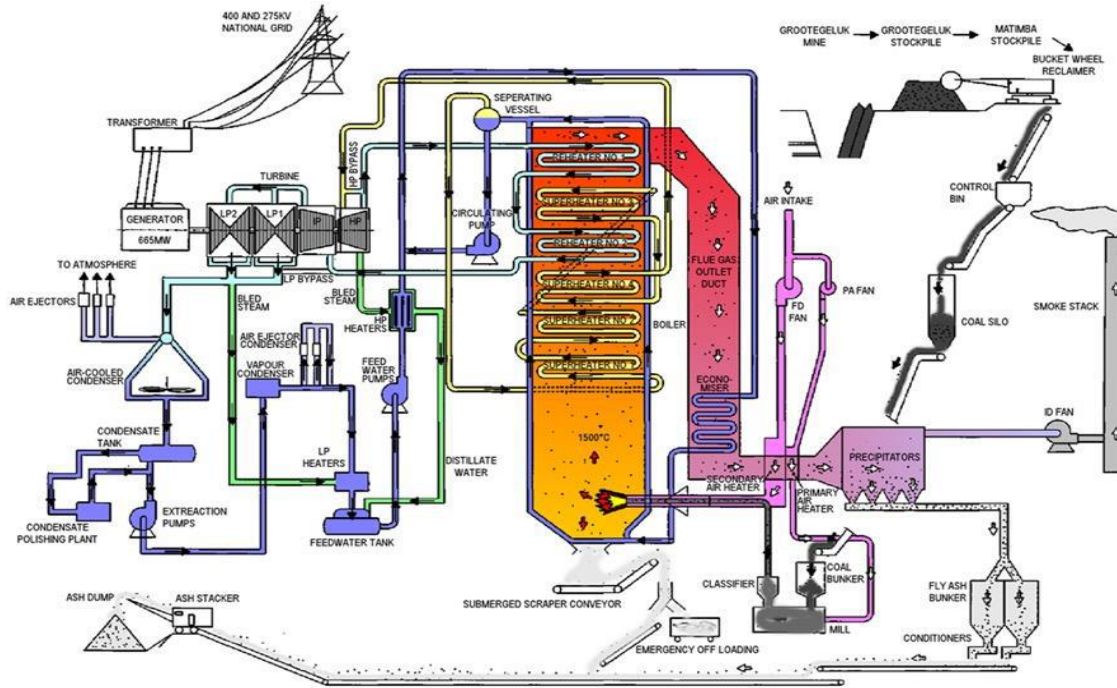 400 AND 275KV
NATIONAL GRID
GROOTEGELUK
MINE
GROOTEGELUK
STOCKPILE
MATIMBA
STOCKPILE
BUCKET WHEEL
RECLAIMER
SEPERATING
VESSEL
TRANSFORMER
HP BYPASS
REHEATER NO. 1
TURBINE
CONTROL
BIN
AIR INTAKE
GENERATOR
665MW
LP2
LP1
IP
HP
CIRCULATING
PUMP
SUPERHEATER NO. 3
REHEATER NO. 2
FLUE GAS
OUTLET
DUCT
PA FAN
FD
FAN
TO ATMOSPHERE
LP BYPASS
BLED
STEAM
BLED
STEAM
AIR EJECTORS
HP
HEATERS
SUPERHEATER NO. 4
BOILER
SMOKE STACK
COAL SILO
AIR EJECTOR
CONDENSER
SUPERHEATER NO. 2
VAPOUR
CONDENSER
FEED
WATER
PUMPS
SUPERHEATER NO. 1
ECONO-
MISER
AIR-COOLED
CONDENSER
ID FAN
CONDENSATE
TANK
1500°C
LP
HEATERS
DISTILLATE
WATER
PRECIPITATORS
SECONDARY
AIR HEATER
PRIMARY
AIR
HEATER
EXTREACTION
PUMPS
CONDENSATE
POLISHING PLANT
FEEDWATER TANK
CLASSIFIER
COAL
BUNKER
FLY ASH
BUNKER
SUBMERGED SCRAPER CONVEYOR
ASH DUMP
ASH STACKER
MILL
CONDITIONERS
EMERGENCY OFF LOADING